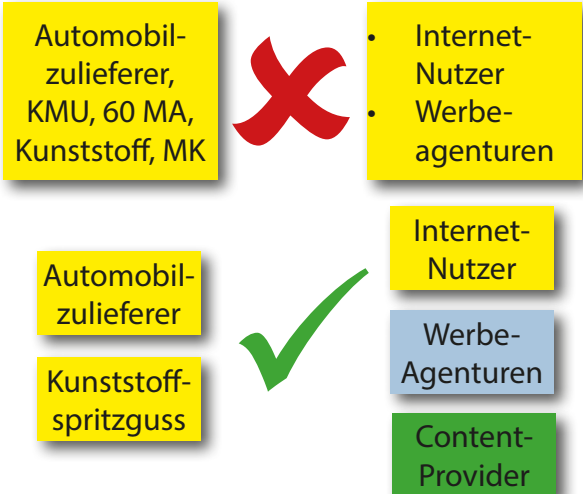 Automobil-
zulieferer,
KMU, 60 MA,
Kunststoff, MK
• Internet-
Nutzer
• Werbe-
agenturen
Automobil-
zulieferer
Kunststoff-
spritzguss
Internet-
Nutzer
Werbe-
Agenturen
Content-
Provider